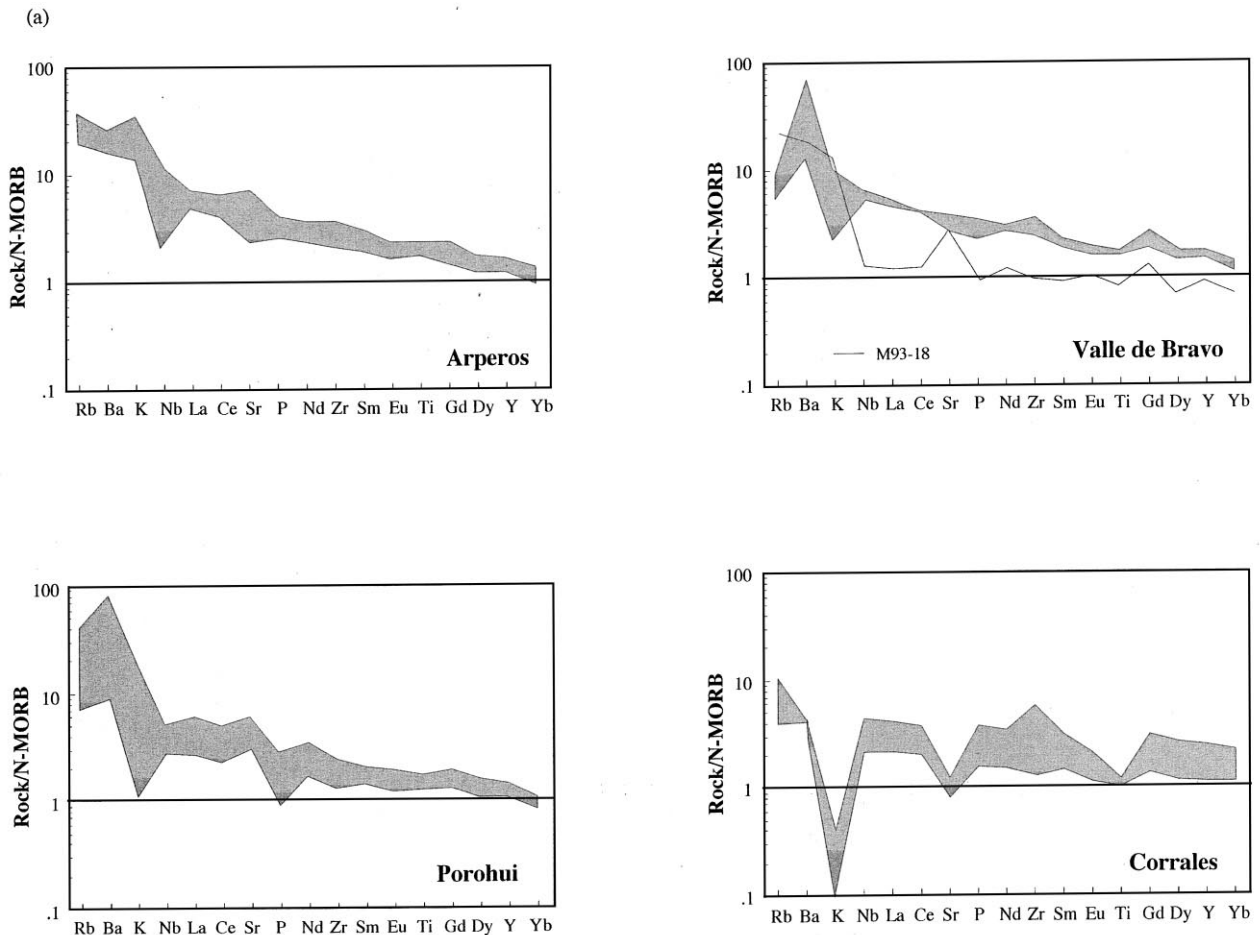 (a)
100
10
1
.1
Rock/N-MORB
Arperos
Rb Ba K Nb La Ce Sr P Nd Zr Sm Eu Ti Gd Dy Y Yb
100
10
1
.1
Rock/N-MORB
M93-18
Valle de Bravo
Rb Ba K Nb La Ce Sr P Nd Zr Sm Eu Ti Gd Dy Y Yb
100
10
1
.1
Rock/N-MORB
Porohui
Rb Ba K Nb La Ce Sr P Nd Zr Sm Eu Ti Gd Dy Y Yb
100
10
1
.1
Rock/N-MORB
Corrales
Rb Ba K Nb La Ce Sr P Nd Zr Sm Eu Ti Gd Dy Y Yb